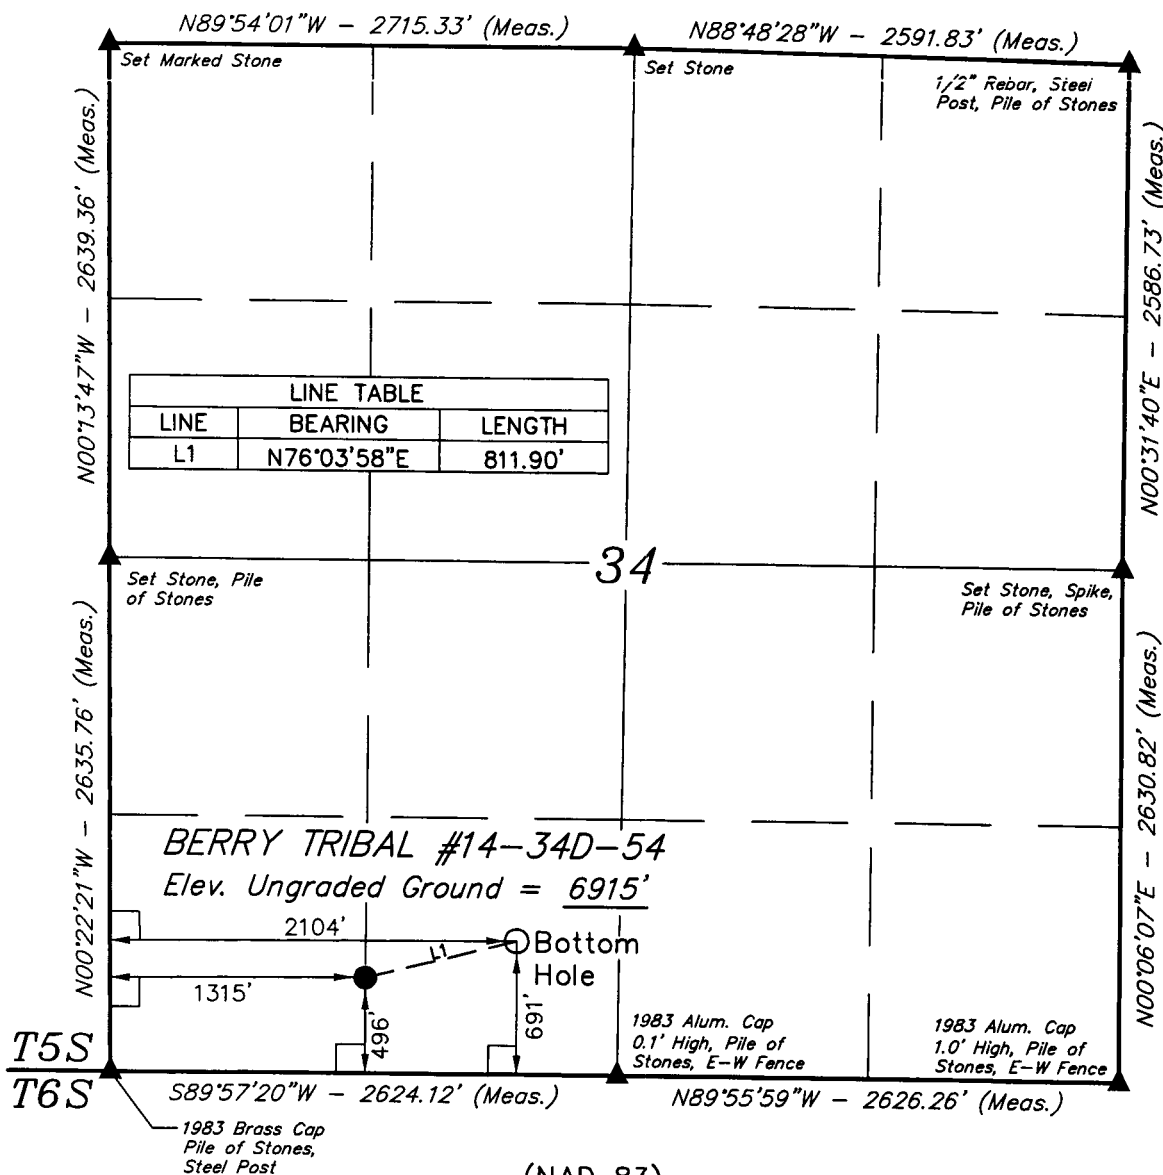 N89°54'01"W - 2715.33' (Meas.)
N88°48'28"W - 2591.83' (Meas.)
Set Marked Stone
Set Stone
1/2" Rebar, Steel
Post, Pile of Stones
N00°13'47"W - 2639.36' (Meas.)
N00°31'40"E - 2586.73' (Meas.)
LINE TABLE
LINE BEARING LENGTH
L1 N76°03'58"E 811.90'
34
Set Stone, Pile
of Stones
Set Stone, Spike,
Pile of Stones
N00°22'21"W - 2635.76' (Meas.)
N00°06'07"E - 2630.82' (Meas.)
BERRY TRIBAL #14-34D-54
Elev. Ungraded Ground = 6915'
2104'
L1
Bottom
Hole
1315'
496'
691'
1983 Alum. Cap
0.1' High, Pile of
Stones, E-W Fence
1983 Alum. Cap
1.0' High, Pile of
Stones, E-W Fence
T5S
T6S
S89°57'20"W - 2624.12' (Meas.)
N89°55'59"W - 2626.26' (Meas.)
1983 Brass Cap
Pile of Stones,
Steel Post
(NAD 83)